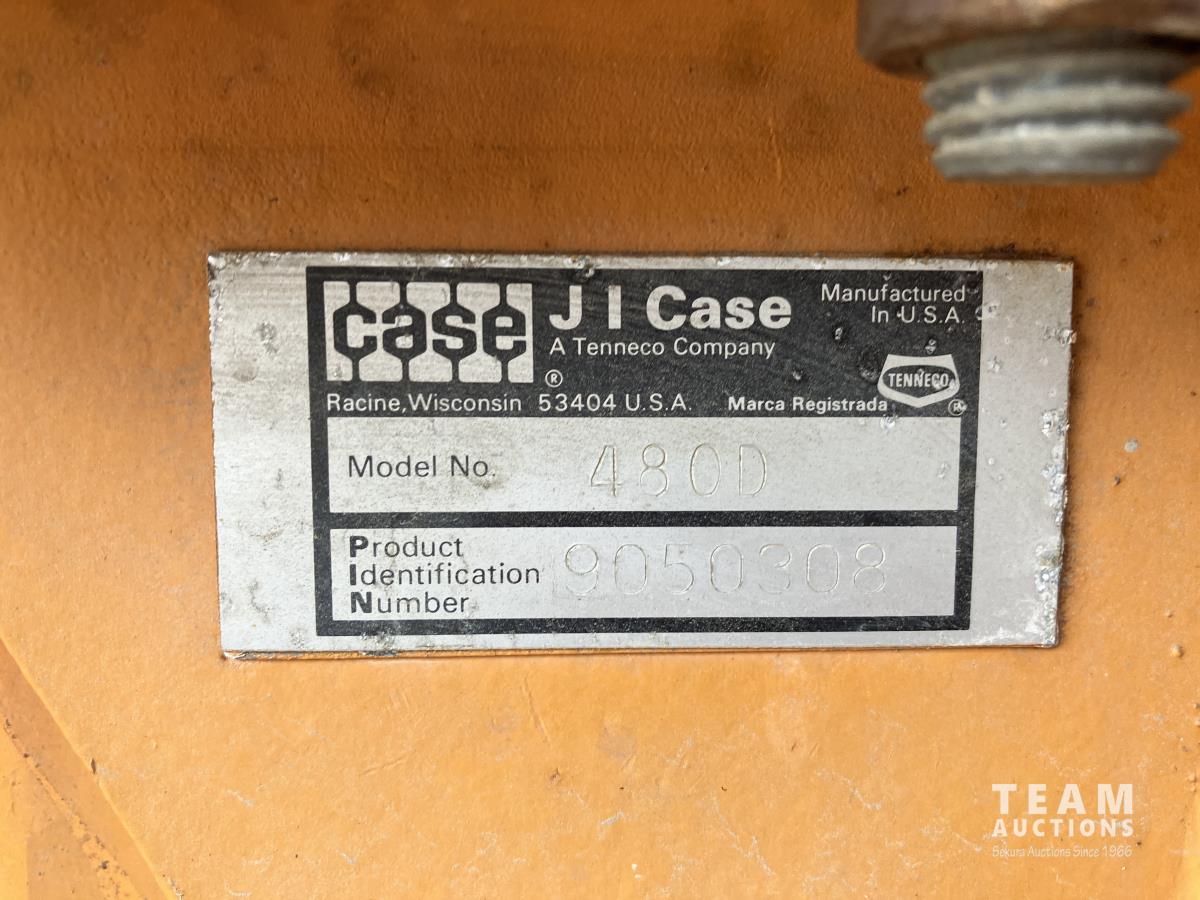 case
J I Case
A Tenneco Company
®
Manufactured
In U.S.A.
TENNECO
®
Racine, Wisconsin 53404 U.S.A. Marca Registrada
Model No. 480D
Product
Identification
Number
9050308
TEAM
AUCTIONS
Sekura Auctions Since 1966